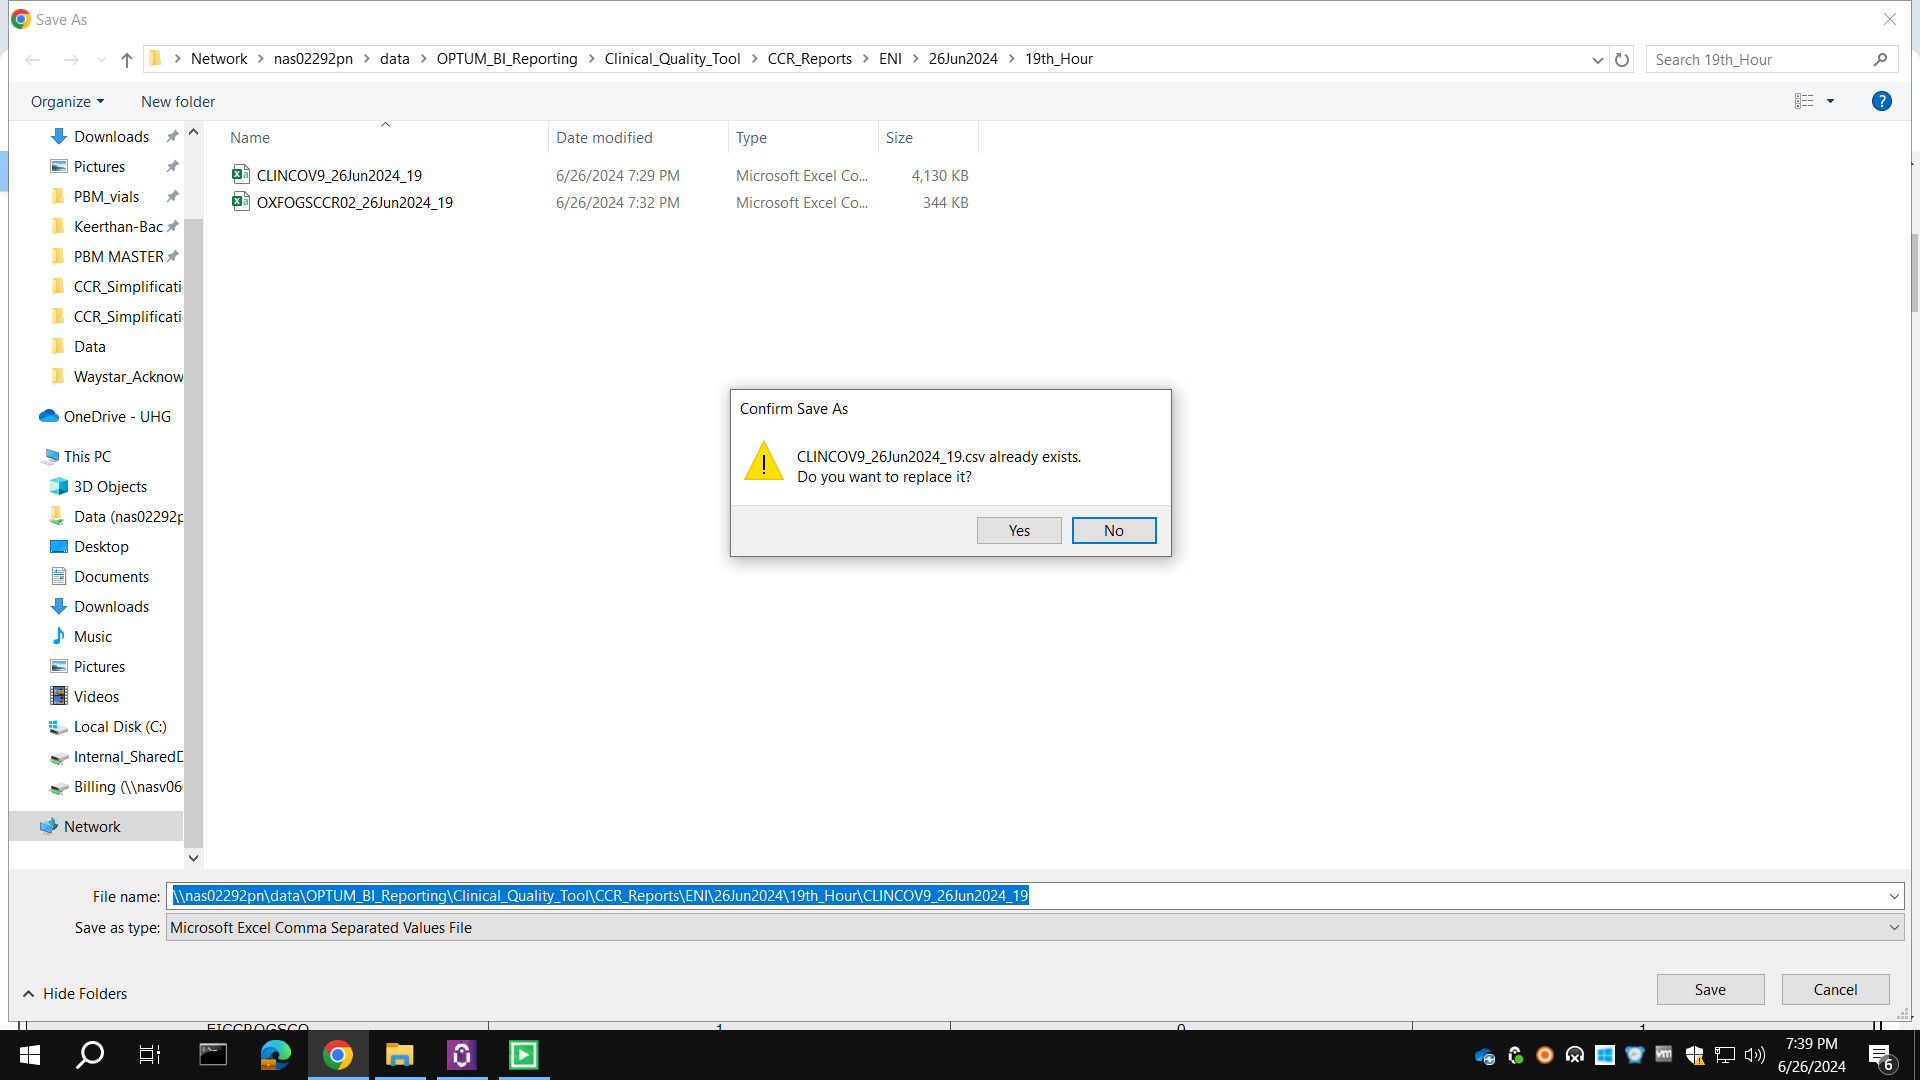 Save As
Network
nas02292pn
data
OPTUM_BI_Reporting
Clinical_Quality_Tool
CCR_Reports
ENI
26Jun2024
19th_Hour
Search 19th_Hour
Organize
New folder
?
Name
Date modified
Type
Size
CLINCOV9_26Jun2024_19 6/26/2024 7:29 PM Microsoft Excel Co... 4,130 KB
OXFOGSCCR02_26Jun2024_19 6/26/2024 7:32 PM Microsoft Excel Co... 344 KB
Downloads
Pictures
PBM_vials
Keerthan-Bac
PBM MASTER
CCR_Simplificati
CCR_Simplificati
Data
Waystar_Acknow
OneDrive - UHG
This PC
3D Objects
Data (nas02292p
Desktop
Documents
Downloads
Music
Pictures
Videos
Local Disk (C:)
Internal_SharedD
Billing (\\nasv06
Network
Confirm Save As
CLINCOV9_26Jun2024_19.csv already exists.
Do you want to replace it?
Yes
No
File name: \\nas02292pn\data\OPTUM_BI_Reporting\Clinical_Quality_Tool\CCR_Reports\ENI\26Jun2024\19th_Hour\CLINCOV9_26Jun2024_19
Save as type: Microsoft Excel Comma Separated Values File
Hide Folders
Save
Cancel
7:39 PM
6/26/2024
6